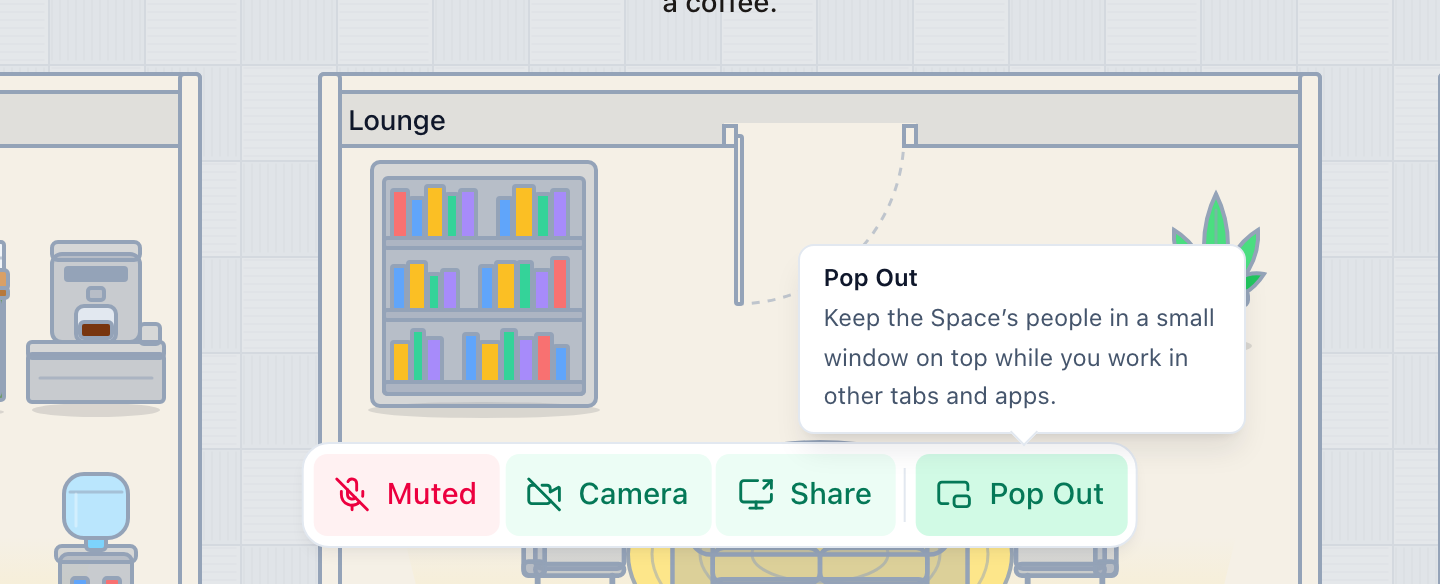 a coffee.
Lounge
Pop Out
Keep the Space’s people in a small
window on top while you work in
other tabs and apps.
Muted
Camera
Share
Pop Out